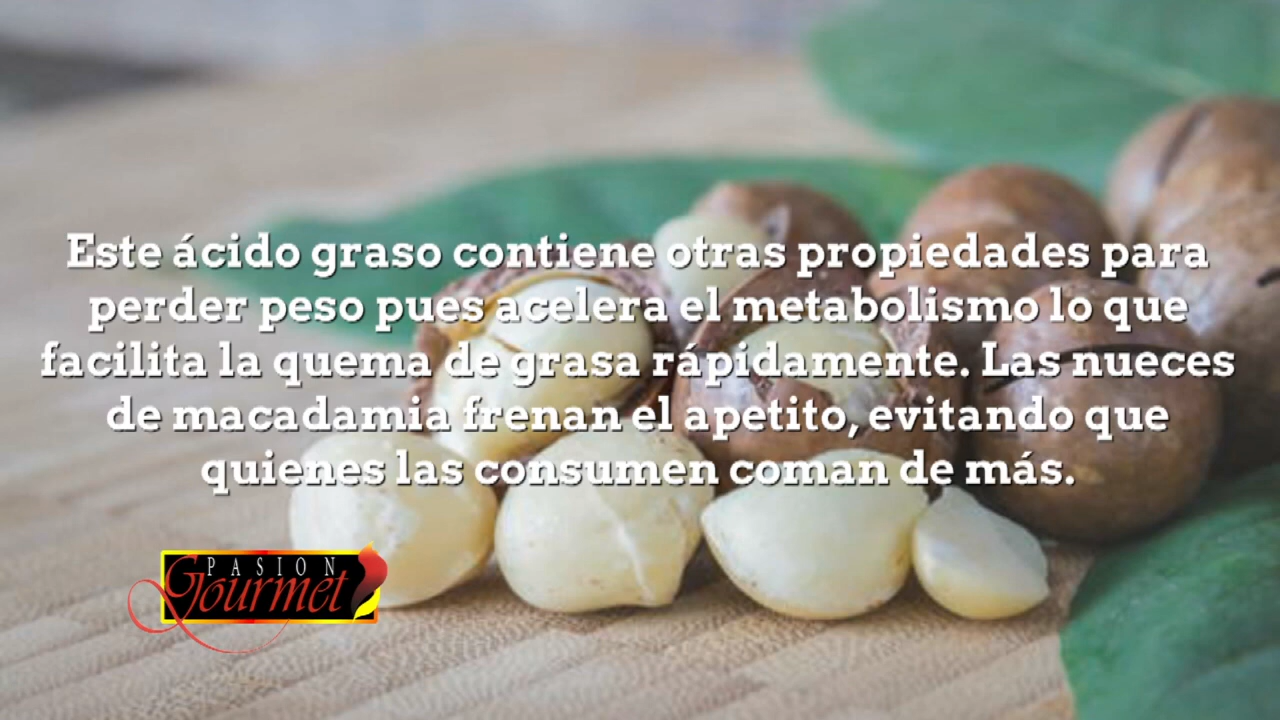 Este ácido graso contiene otras propiedades para
perder peso pues acelera el metabolismo lo que
facilita la quema de grasa rápidamente. Las nueces
de macadamia frenan el apetito, evitando que
quienes las consumen coman de más.
PASION
Gourmet